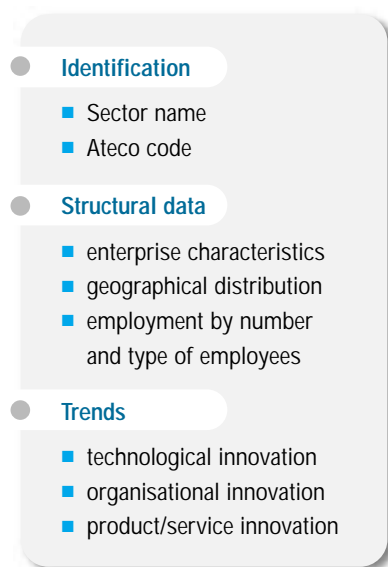 Identification
Sector name
Ateco code
Structural data
enterprise characteristics
geographical distribution
employment by number
and type of employees
Trends
technological innovation
organisational innovation
product/service innovation